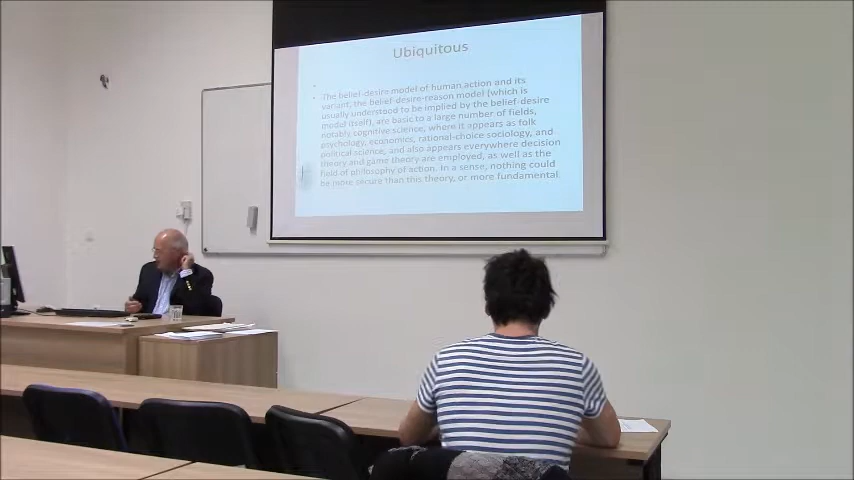 Ubiquitous
• The belief-desire model of human action and its
variant, the belief-desire-reason model (which is
usually understood to be implied by the belief-desire
model itself), are basic to a large number of fields,
notably cognitive science, where it appears as folk
psychology, economics, rational-choice sociology, and
political science, and also appears everywhere decision
theory and game theory are employed, as well as the
field of philosophy of action. In a sense, nothing could
be more secure than this theory, or more fundamental